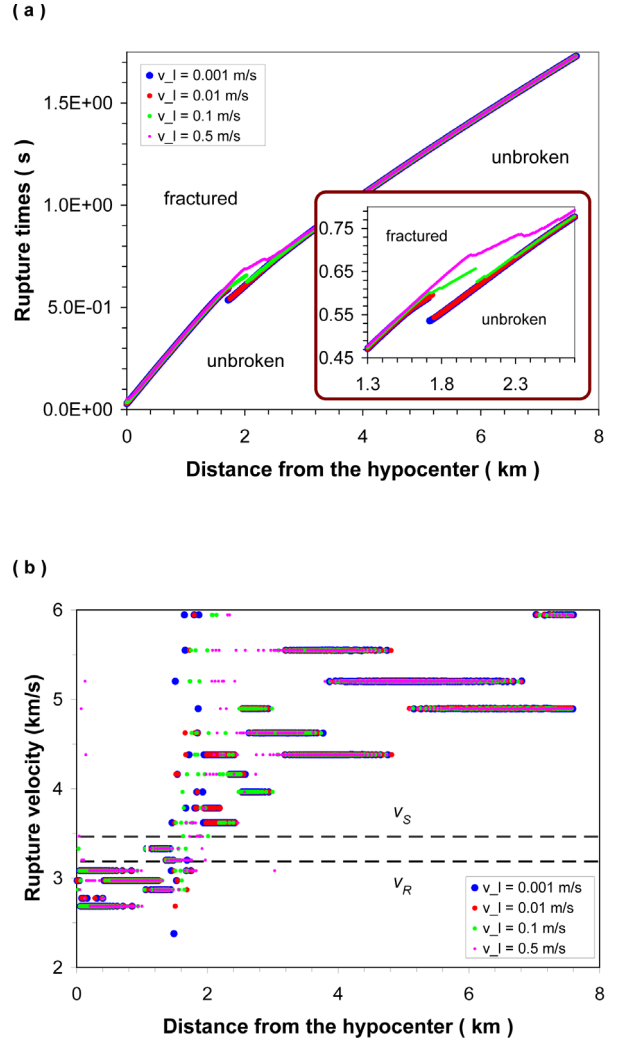 ( a )
v_l = 0.001 m/s
v_l = 0.01 m/s
v_l = 0.1 m/s
v_l = 0.5 m/s
1.5E+00
1.0E+00
5.0E-01
0.0E+00
Rupture times ( s )
fractured
unbroken
unbroken
0.75
0.65
0.55
0.45
fractured
unbroken
1.3 1.8 2.3
0 2 4 6 8
Distance from the hypocenter ( km )
( b )
6
5
4
3
2
Rupture velocity (km/s)
vS
vR
v_l = 0.001 m/s
v_l = 0.01 m/s
v_l = 0.1 m/s
v_l = 0.5 m/s
0 2 4 6 8
Distance from the hypocenter ( km )